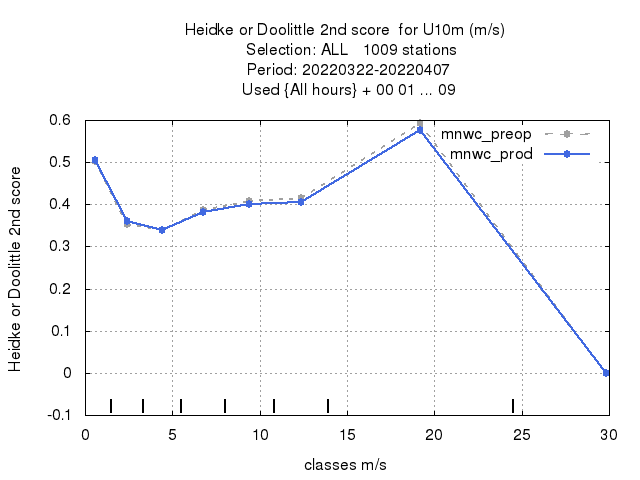 Heidke or Doolittle 2nd score  for U10m (m/s)
Selection: ALL   1009 stations
Period: 20220322-20220407
Used {All hours} + 00 01 ... 09
mnwc_preop
mnwc_prod
Heidke or Doolittle 2nd score
0.6
0.5
0.4
0.3
0.2
0.1
0
-0.1
0 5 10 15 20 25 30
classes m/s